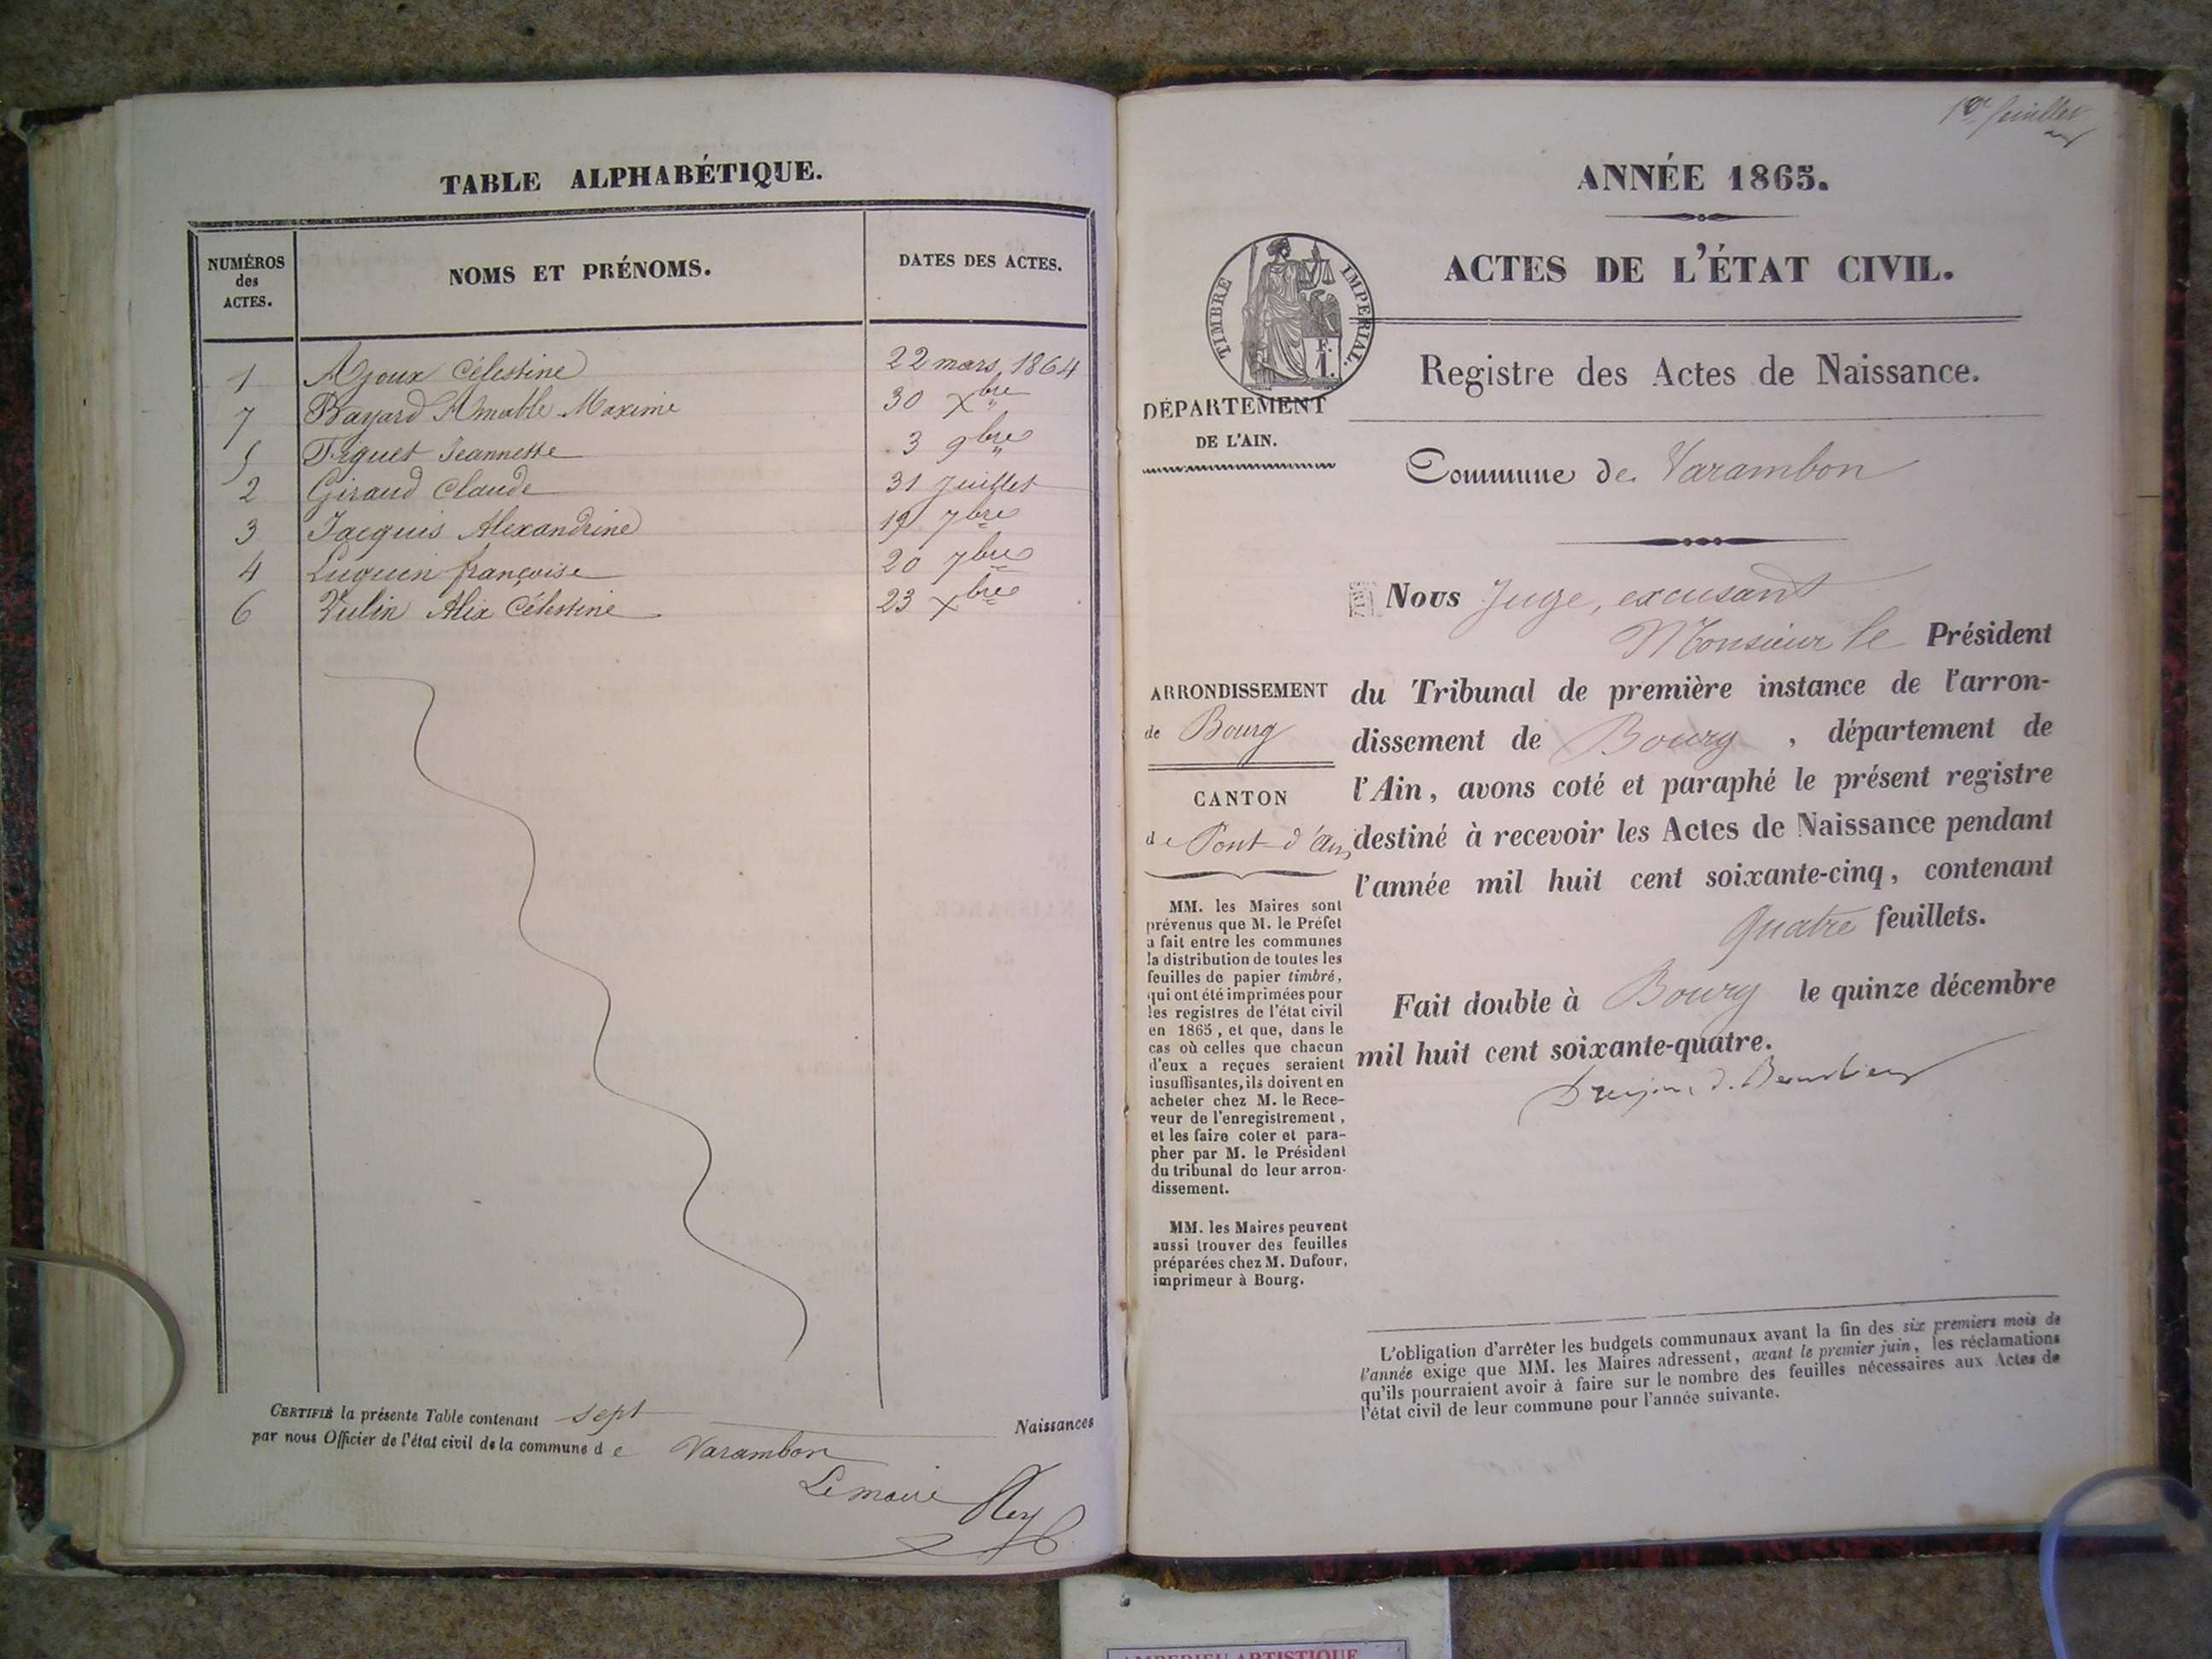 TABLE ALPHABÉTIQUE.
NUMÉROS
des
ACTES.
NOMS ET PRÉNOMS.
DATES DES ACTES.
1 Ajoux Célestine 22 mars 1864
7 Bayard Amable Maxime 30 Xbre "
5 Figuet Jeannette 3 9bre "
2 Giraud Claude 31 Juillet
3 Jacquis Alexandrine 19 7bre
4 Luquin françoise 20 7bre
6 Vulin Alix Célestine 23 Xbre
CERTIFIÉ la présente Table contenant sept Naissances
par nous Officier de l'état civil de la commune de Varambon
Le maire Rey
1er feuillet
ANNÉE 1865.
ACTES DE L'ÉTAT CIVIL.
TIMBRE IMPÉRIAL.
F.
1.
Registre des Actes de Naissance.
DÉPARTEMENT
DE L'AIN.
Commune de Varambon
Nous Juge, excusant
Monsieur le Président
du Tribunal de première instance de l'arron-
dissement de Bourg, département de
l'Ain, avons coté et paraphé le présent registre
destiné à recevoir les Actes de Naissance pendant
l'année mil huit cent soixante-cinq, contenant
Quatre feuillets.
Fait double à Bourg le quinze décembre
mil huit cent soixante-quatre.
ARRONDISSEMENT
de Bourg
CANTON
de Pont-d'Ain
MM. les Maires sont
prévenus que M. le Préfet
a fait entre les communes
la distribution de toutes les
feuilles de papier timbré,
qui ont été imprimées pour
les registres de l'état civil
en 1865, et que, dans le
cas où celles que chacun
d'eux a reçues seraient
insuffisantes, ils doivent en
acheter chez M. le Rece-
veur de l'enregistrement,
et les faire coter et para-
pher par M. le Président
du tribunal de leur arron-
dissement.
MM. les Maires peuvent
aussi trouver des feuilles
préparées chez M. Dufour,
imprimeur à Bourg.
L'obligation d'arrêter les budgets communaux avant la fin des six premiers mois de
l'année exige que MM. les Maires adressent, avant le premier juin, les réclamations
qu'ils pourraient avoir à faire sur le nombre des feuilles nécessaires aux Actes de
l'état civil de leur commune pour l'année suivante.
AMBERIEU ARTISTIQUE